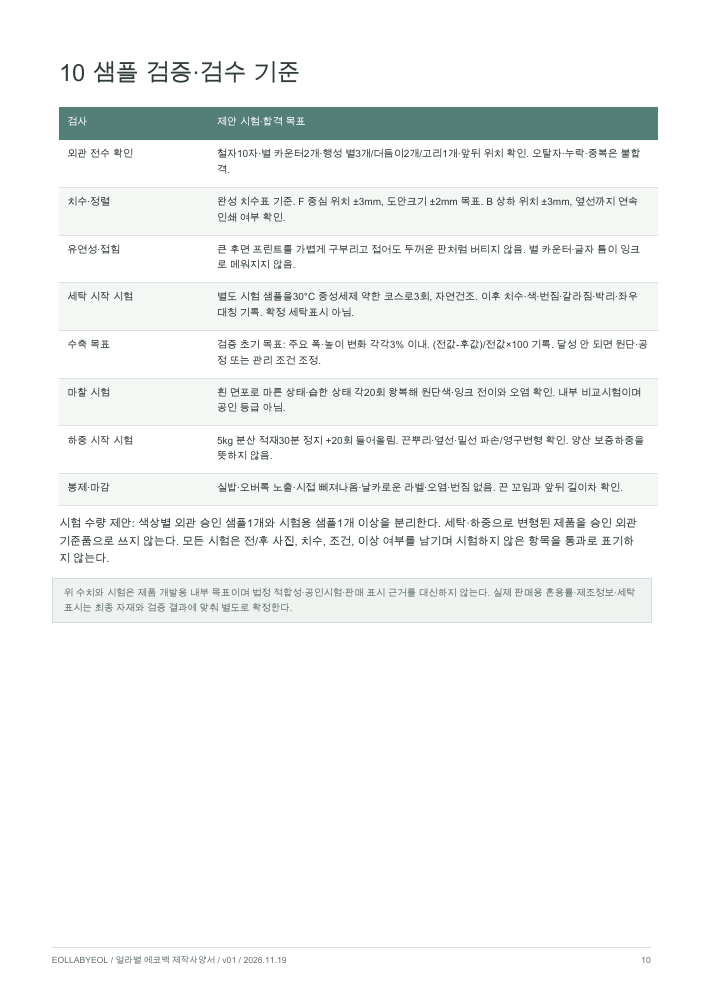 10 샘플 검증·검수 기준
검사 제안 시험·합격 목표
외관 전수 확인 철자10자·별 카운터2개·행성 별3개/더듬이2개/고리1개·앞뒤 위치 확인. 오탈자·누락·중복은 불합
격.
치수·정렬 완성 치수표 기준. F 중심 위치 ±3mm, 도안크기 ±2mm 목표. B 상하 위치 ±3mm, 옆선까지 연속
인쇄 여부 확인.
유연성·접힘 큰 후면 프린트를 가볍게 구부리고 접어도 두꺼운 판처럼 버티지 않음. 별 카운터·글자 틈이 잉크
로 메워지지 않음.
세탁 시작 시험 별도 시험 샘플을30°C 중성세제 약한 코스로3회, 자연건조. 이후 치수·색·번짐·갈라짐·박리·좌우
대칭 기록. 확정 세탁표시 아님.
수축 목표 검증 초기 목표: 주요 폭·높이 변화 각각3% 이내. (전값-후값)/전값×100 기록. 달성 안 되면 원단·공
정 또는 관리 조건 조정.
마찰 시험 흰 면포로 마른 상태·습한 상태 각20회 왕복해 원단색·잉크 전이와 오염 확인. 내부 비교시험이며
공인 등급 아님.
하중 시작 시험 5kg 분산 적재30분 정지 +20회 들어올림. 끈뿌리·옆선·밑선 파손/영구변형 확인. 양산 보증하중을
뜻하지 않음.
봉제·마감 실밥·오버록 노출·시접 삐져나옴·날카로운 라벨·오염·번짐 없음. 끈 꼬임과 앞뒤 길이차 확인.
시험 수량 제안: 색상별 외관 승인 샘플1개와 시험용 샘플1개 이상을 분리한다. 세탁·하중으로 변형된 제품을 승인 외관
기준품으로 쓰지 않는다. 모든 시험은 전/후 사진, 치수, 조건, 이상 여부를 남기며 시험하지 않은 항목을 통과로 표기하
지 않는다.
위 수치와 시험은 제품 개발용 내부 목표이며 법정 적합성·공인시험·판매 표시 근거를 대신하지 않는다. 실제 판매용 혼용률·제조정보·세탁
표시는 최종 자재와 검증 결과에 맞춰 별도로 확정한다.
EOLLABYEOL / 얼라별 에코백 제작사양서 / v01 / 2026.11.19 10